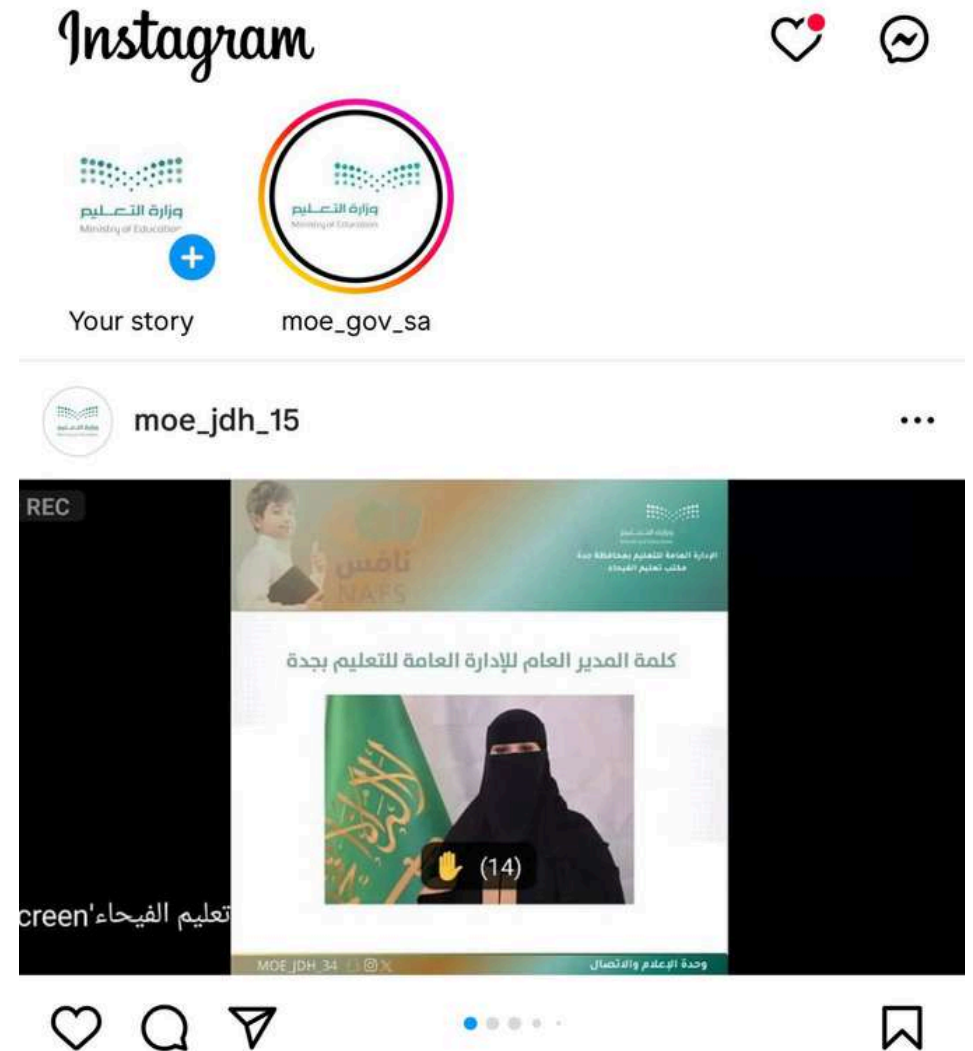 Instagram
وزارة التعـليم
Ministry of Education
وزارة التعـليم
Ministry of Education
Your story
moe_gov_sa
moe_jdh_15
REC
نافس
NAFS
الإدارة العامة للتعليم بمحافظة جدة
مكتب تعليم الفيحاء
كلمة المدير العام للإدارة العامة للتعليم بجدة
(14)
creen'تعليم الفيحاء
MOE_JDH_34
وحدة الإعلام والاتصال